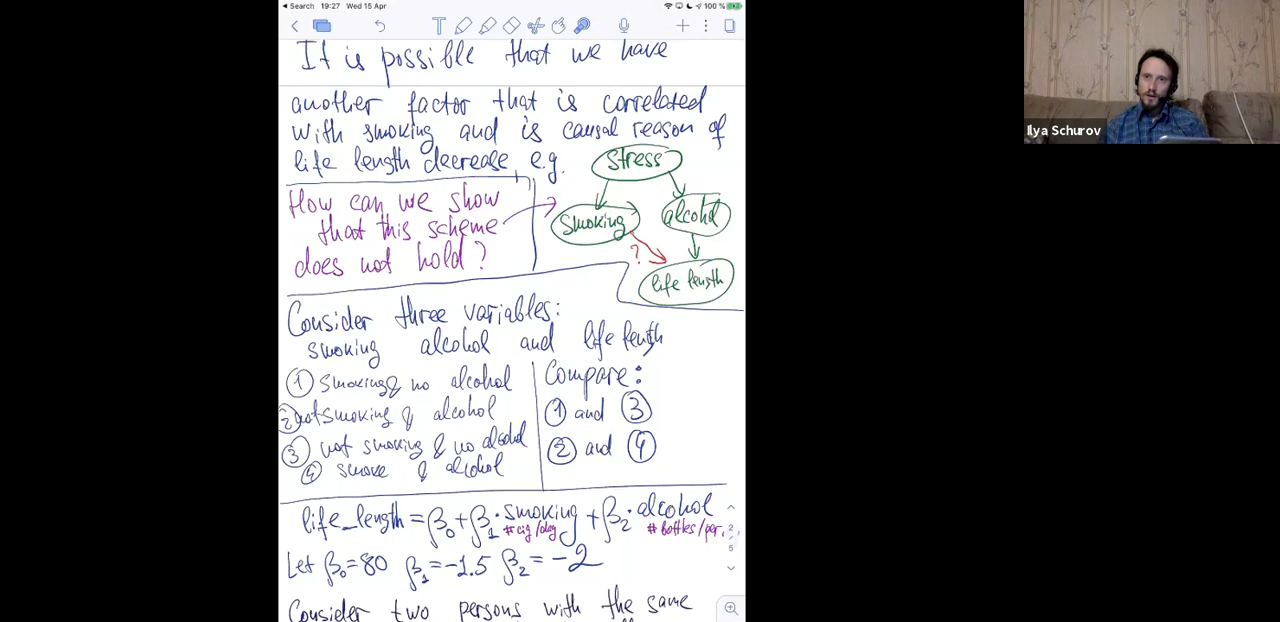 Search 19:27 Wed 15 Apr 100 %
It is possible that we have
another factor that is correlated
with smoking and is causal reason of
life length decrease, e.g.
Stress
Smoking
alcohol
?
life length
How can we show
that this scheme
does not hold?
Consider three variables:
smoking alcohol and life length
① Smoking & no alcohol
② not smoking & alcohol
③ not smoking & no alcohol
④ smoke & alcohol
Compare:
① and ③
② and ④
life_length = β₀ + β₁ · smoking + β₂ · alcohol
# cig/day # bottles/per.
Let β₀ = 80 β₁ = -1.5 β₂ = -2
Consider two persons with the same
2
5
Ilya Schurov